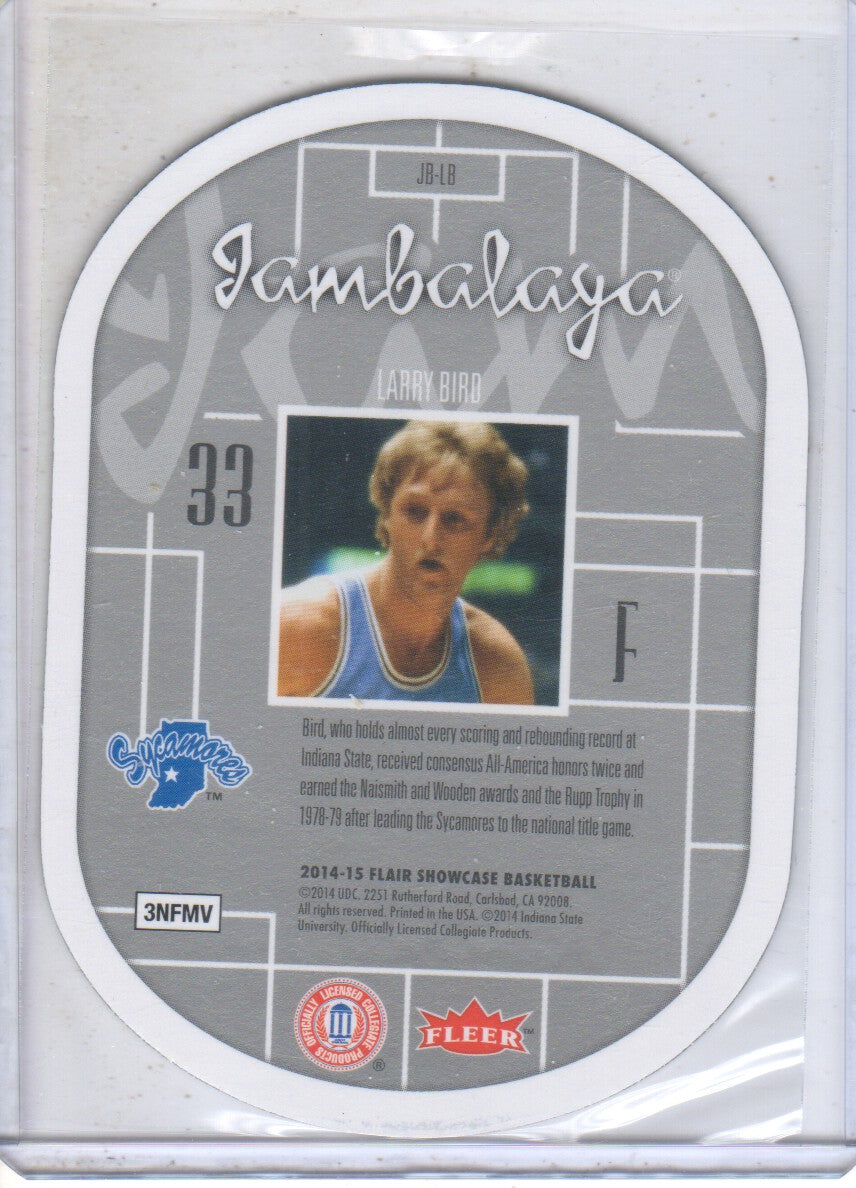 JB-LB
Jambalaya®
LARRY BIRD
33
F
Bird, who holds almost every scoring and rebounding record at
Indiana State, received consensus All-America honors twice and
earned the Naismith and Wooden awards and the Rupp Trophy in
1978-79 after leading the Sycamores to the national title game.
Sycamores
TM
2014-15 FLAIR SHOWCASE BASKETBALL
©2014 UDC. 2251 Rutherford Road, Carlsbad, CA 92008.
All rights reserved. Printed in the USA. ©2014 Indiana State
University. Officially Licensed Collegiate Products.
3NFMV
OFFICIALLY LICENSED COLLEGIATE PRODUCTS
®
FLEER™